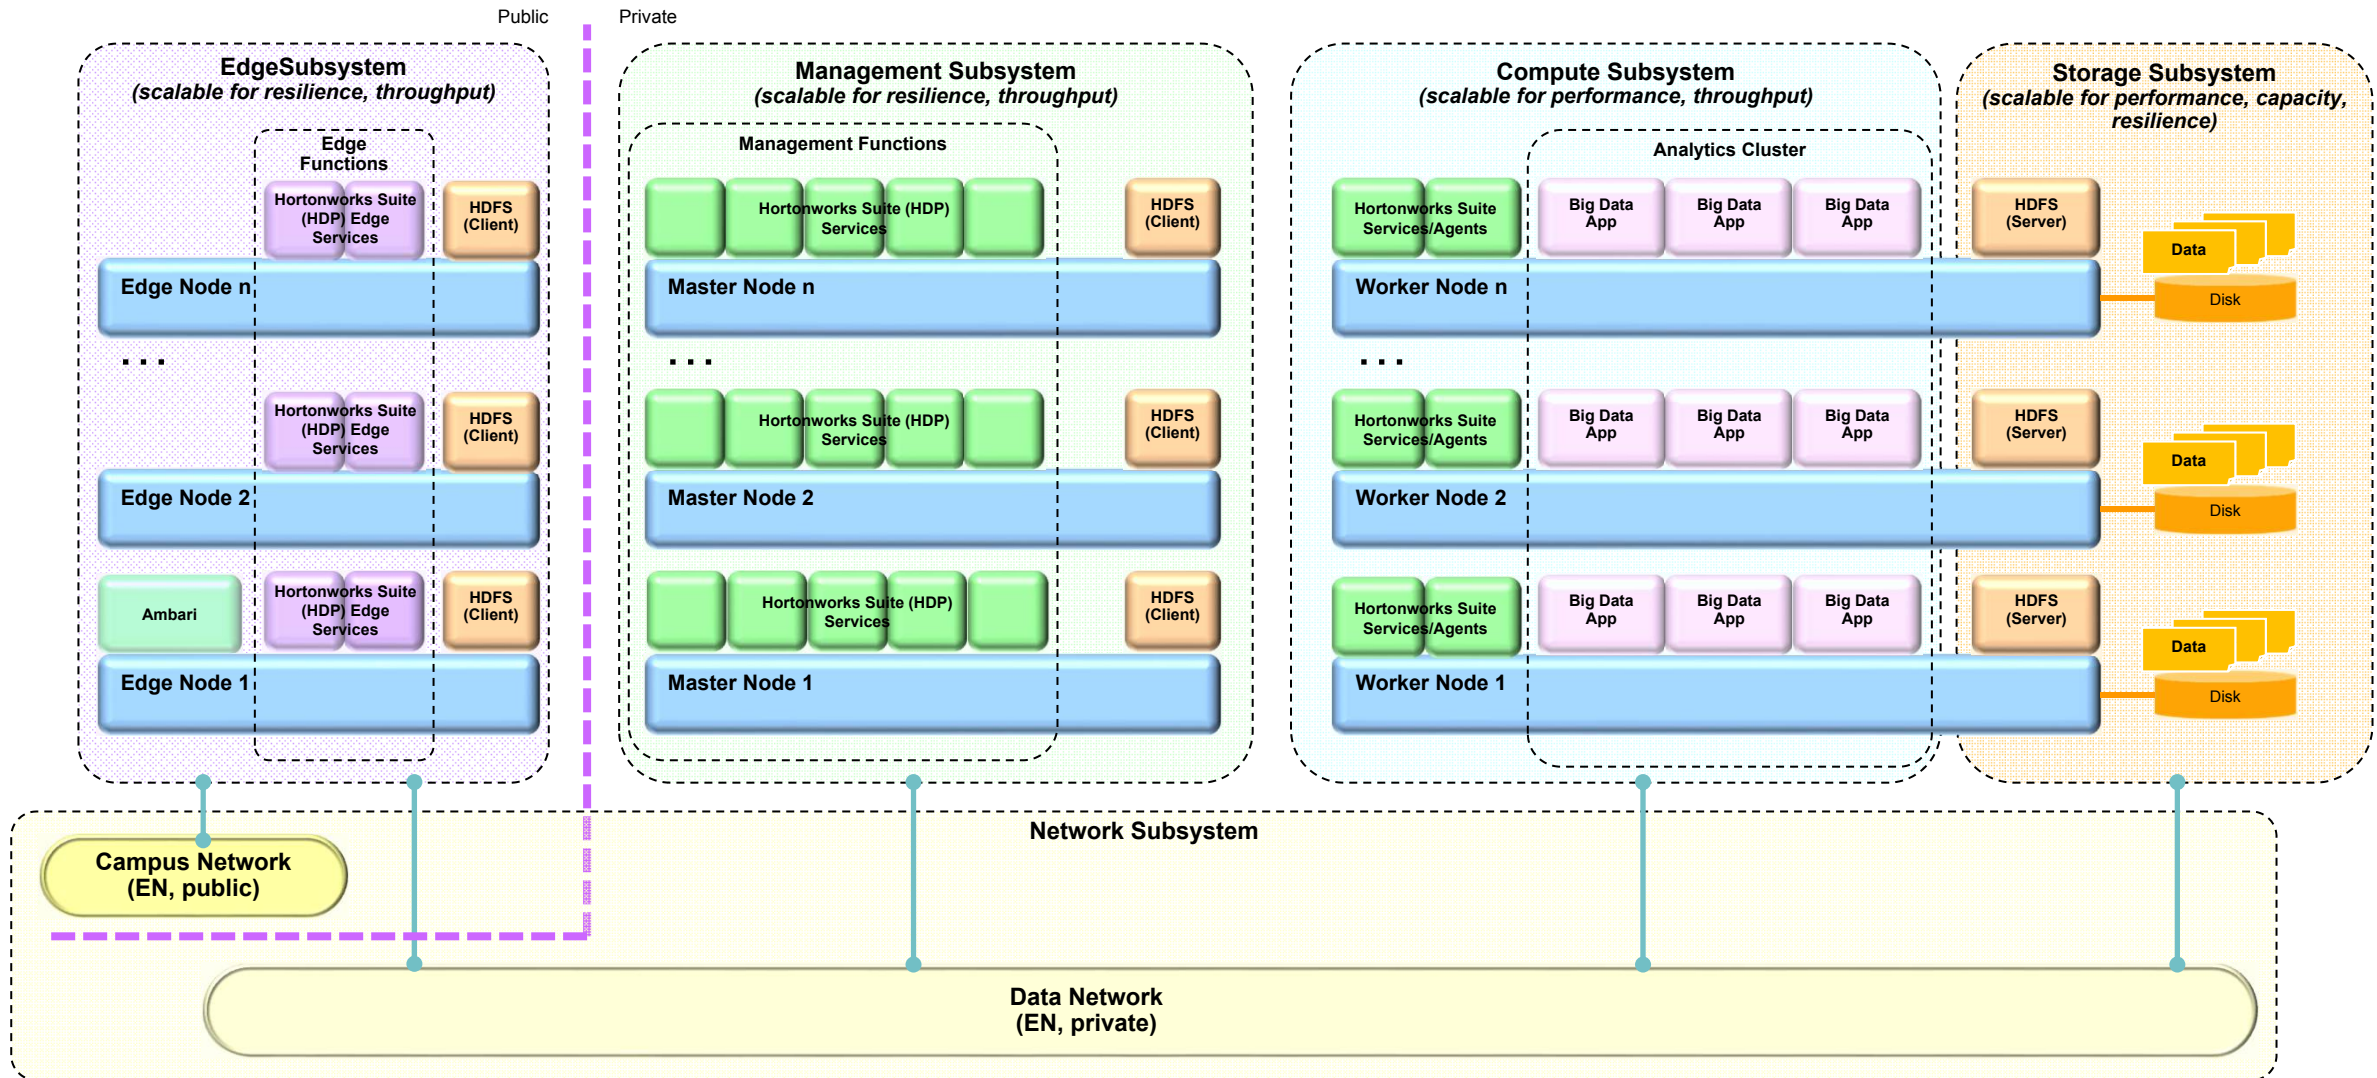 Public
Private
EdgeSubsystem
(scalable for resilience, throughput)
Edge
Functions
Hortonworks Suite
(HDP) Edge
Services
HDFS
(Client)
Edge Node n
. . .
Hortonworks Suite
(HDP) Edge
Services
HDFS
(Client)
Edge Node 2
Ambari
Hortonworks Suite
(HDP) Edge
Services
HDFS
(Client)
Edge Node 1
Management Subsystem
(scalable for resilience, throughput)
Management Functions
Hortonworks Suite (HDP)
Services
HDFS
(Client)
Master Node n
. . .
Hortonworks Suite (HDP)
Services
HDFS
(Client)
Master Node 2
Hortonworks Suite (HDP)
Services
HDFS
(Client)
Master Node 1
Compute Subsystem
(scalable for performance, throughput)
Analytics Cluster
Hortonworks Suite
Services/Agents
Big Data
App
Big Data
App
Big Data
App
Worker Node n
. . .
Hortonworks Suite
Services/Agents
Big Data
App
Big Data
App
Big Data
App
Worker Node 2
Hortonworks Suite
Services/Agents
Big Data
App
Big Data
App
Big Data
App
Worker Node 1
Storage Subsystem
(scalable for performance, capacity,
resilience)
HDFS
(Server)
Data
Disk
HDFS
(Server)
Data
Disk
HDFS
(Server)
Data
Disk
Network Subsystem
Campus Network
(EN, public)
Data Network
(EN, private)